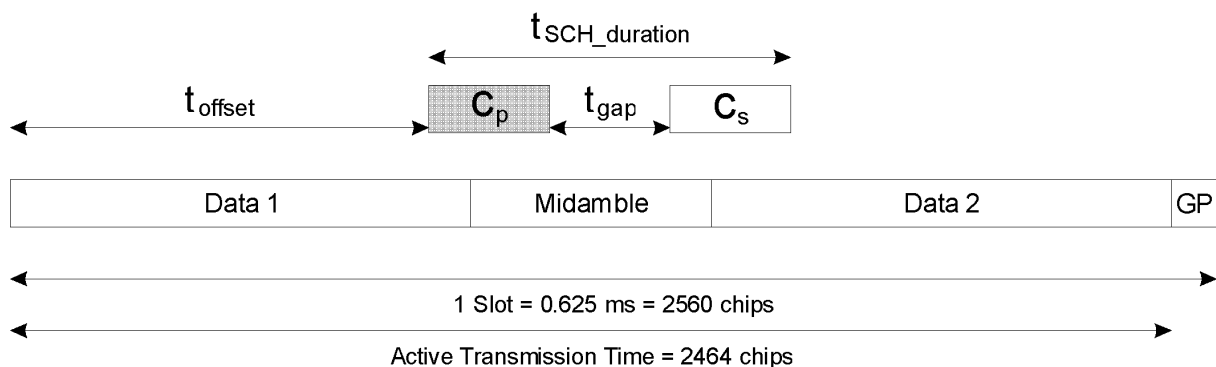 tSCH_duration
toffset
Cp
tgap
Cs
Data 1
Midamble
Data 2
GP
1 Slot = 0.625 ms = 2560 chips
Active Transmission Time = 2464 chips